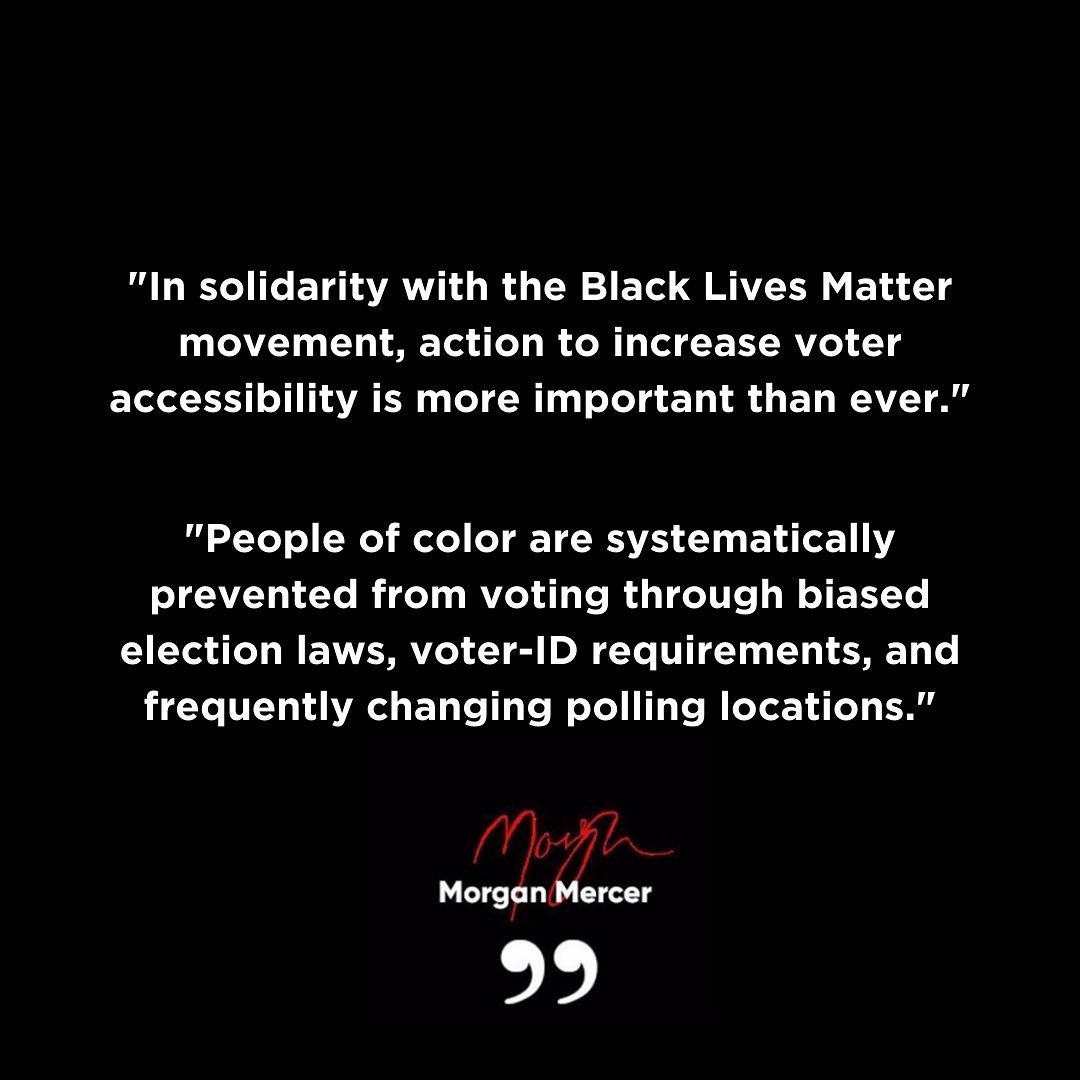 "In solidarity with the Black Lives Matter
movement, action to increase voter
accessibility is more important than ever."
"People of color are systematically
prevented from voting through biased
election laws, voter-ID requirements, and
frequently changing polling locations."
Morgan
Morgan Mercer
”